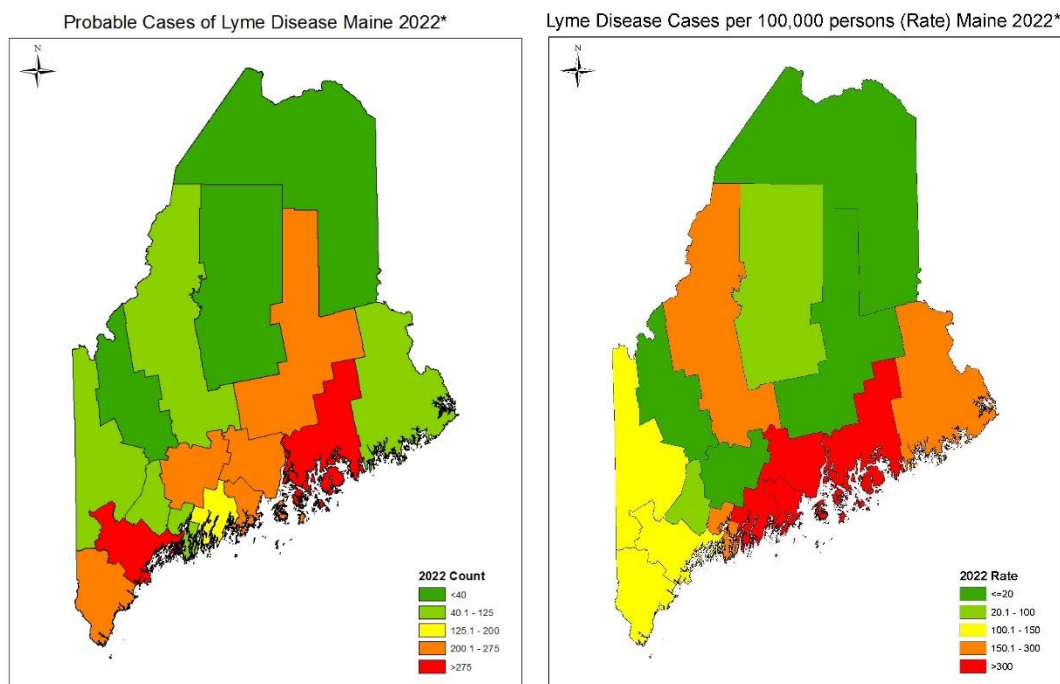 Probable Cases of Lyme Disease Maine 2022*
N
2022 Count
<40
40.1 - 125
125.1 - 200
200.1 - 275
>275
Lyme Disease Cases per 100,000 persons (Rate) Maine 2022*
N
2022 Rate
<=20
20.1 - 100
100.1 - 150
150.1 - 300
>300